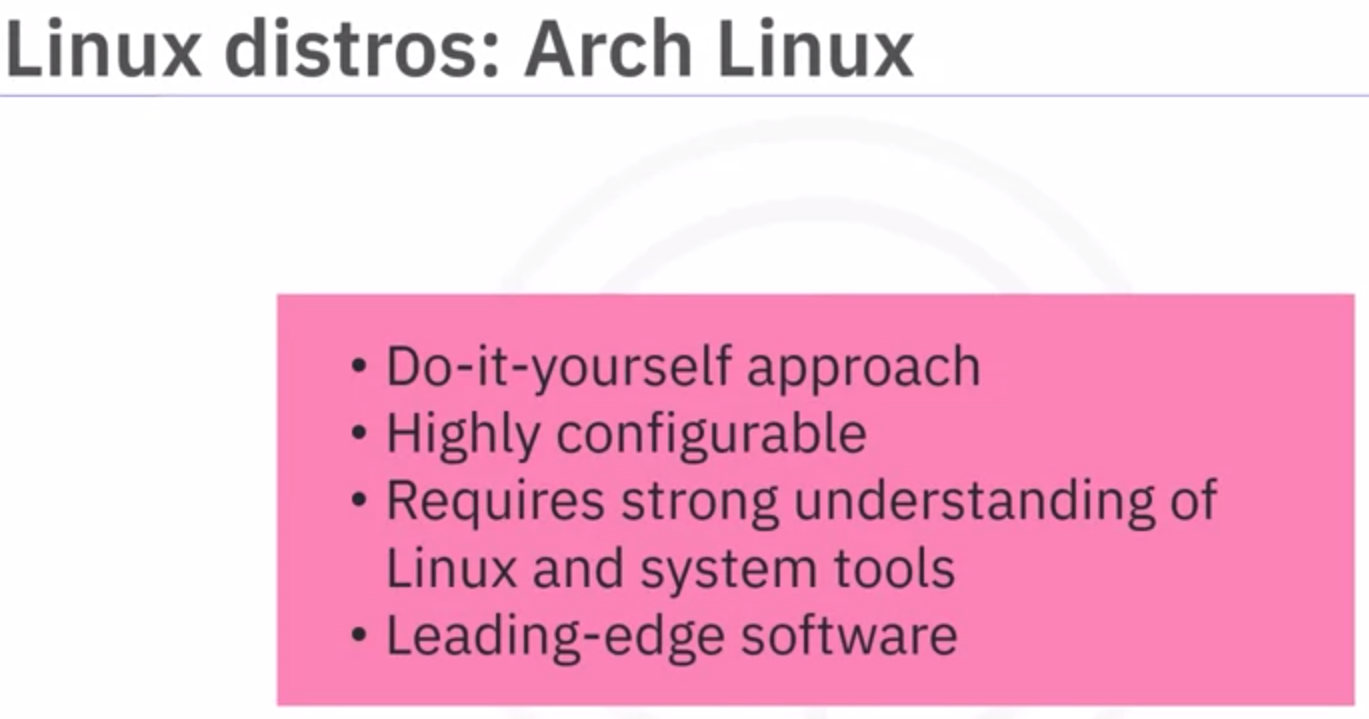 Linux distros: Arch Linux
• Do-it-yourself approach
• Highly configurable
• Requires strong understanding of
Linux and system tools
• Leading-edge software